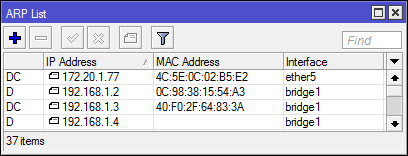 ARP List
Find
IP Address MAC Address Interface
DC 172.20.1.77 4C:5E:0C:02:B5:E2 ether5
D 192.168.1.2 0C:98:38:15:54:A3 bridge1
DC 192.168.1.3 40:F0:2F:64:83:3A bridge1
D 192.168.1.4 bridge1
37 items